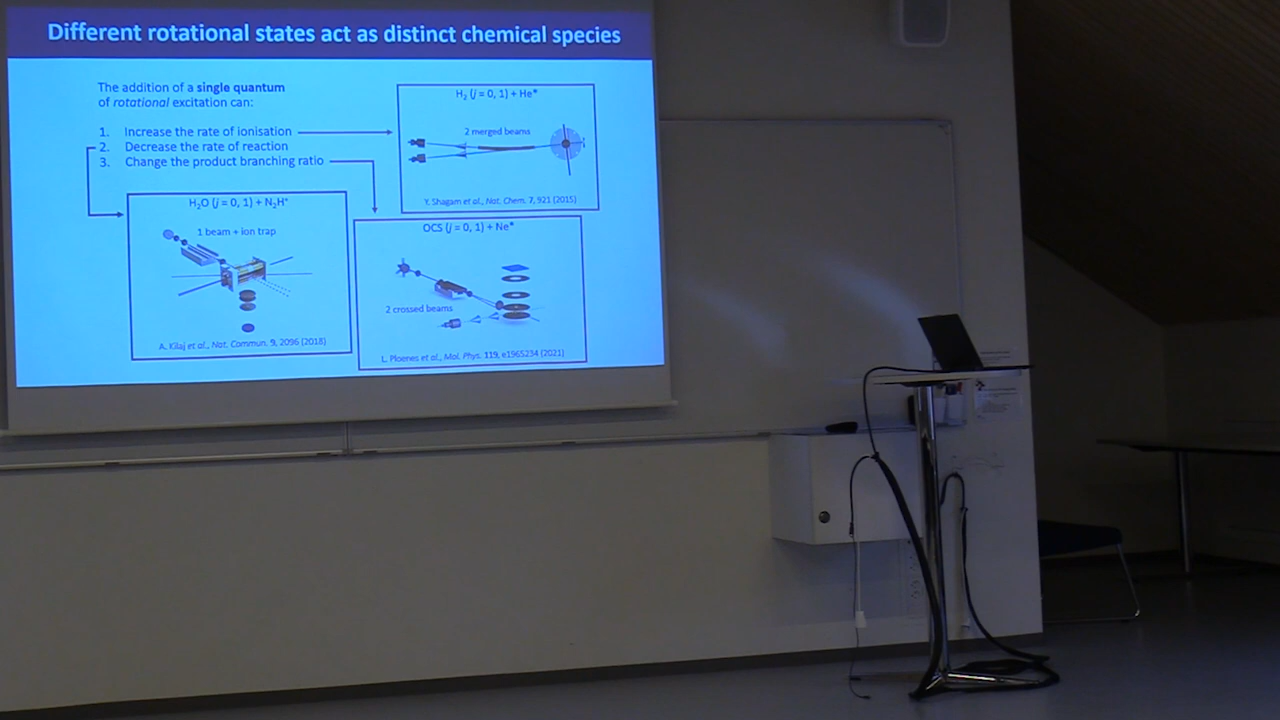 Different rotational states act as distinct chemical species
The addition of a single quantum
of rotational excitation can:
1. Increase the rate of ionisation
2. Decrease the rate of reaction
3. Change the product branching ratio
H₂ (j = 0, 1) + He*
2 merged beams
Y. Shagam et al., Nat. Chem. 7, 921 (2015)
H₂O (j = 0, 1) + N₂H⁺
1 beam + ion trap
A. Kilaj et al., Nat. Commun. 9, 2096 (2018)
OCS (j = 0, 1) + Ne*
2 crossed beams
L. Ploenes et al., Mol. Phys. 119, e1965234 (2021)